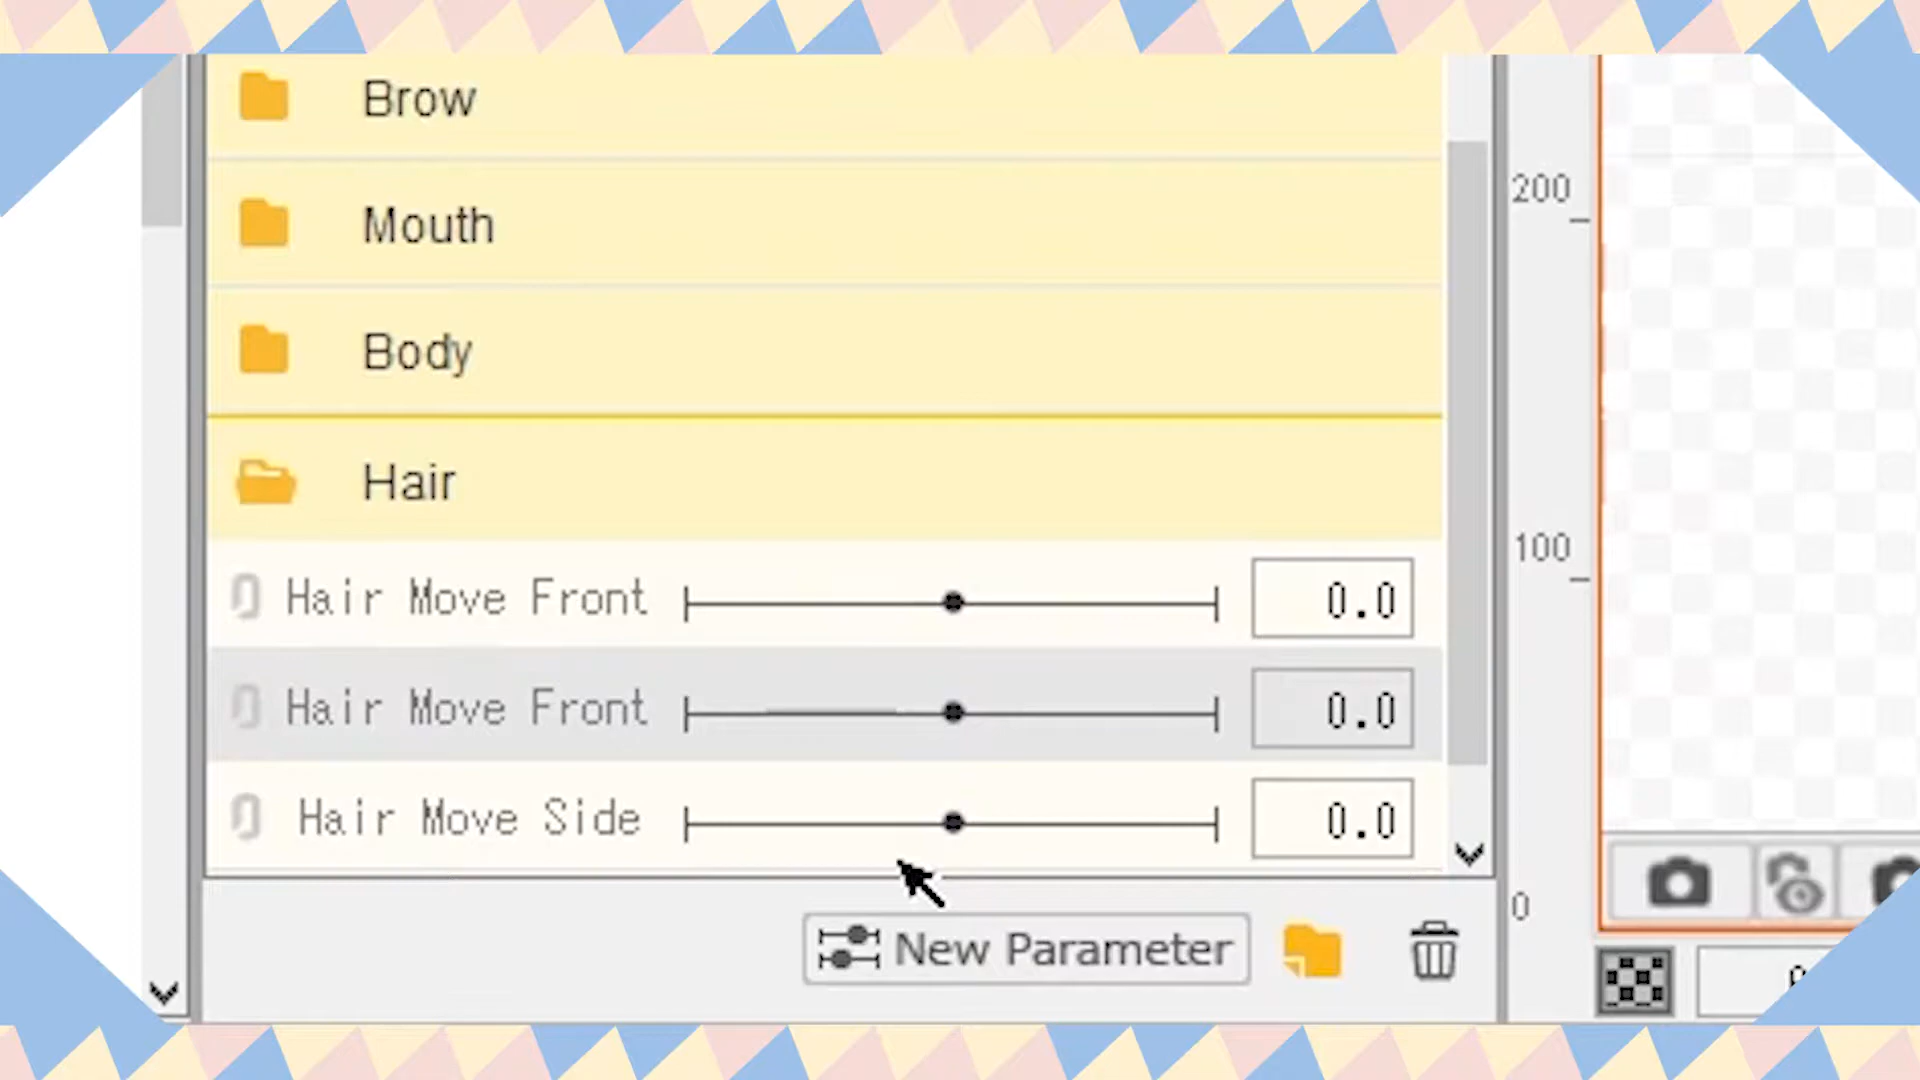 Brow
Mouth
Body
Hair
Hair Move Front 0.0
Hair Move Front 0.0
Hair Move Side 0.0
New Parameter
200
100
0